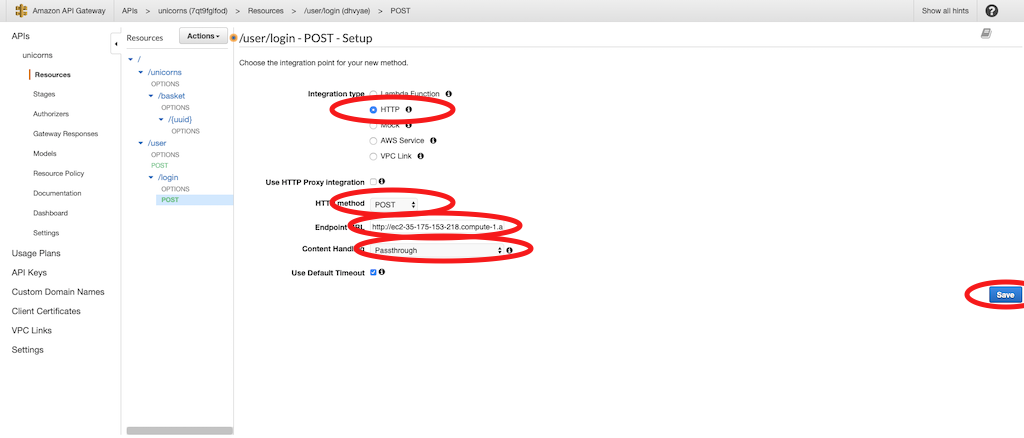 Amazon API Gateway APIs > unicorns (7qt9fglfod) > Resources > /user/login (dhvyae) > POST Show all hints ?
APIs
unicorns
Resources
Stages
Authorizers
Gateway Responses
Models
Resource Policy
Documentation
Dashboard
Settings
Usage Plans
API Keys
Custom Domain Names
Client Certificates
VPC Links
Settings
Resources Actions
/
/unicorns
OPTIONS
/basket
OPTIONS
/{uuid}
OPTIONS
/user
OPTIONS
POST
/login
OPTIONS
POST
/user/login - POST - Setup
Choose the integration point for your new method.
Integration type Lambda Function
HTTP
Mock
AWS Service
VPC Link
Use HTTP Proxy integration
HTTP method POST
Endpoint URL http://ec2-35-175-153-218.compute-1.a
Content Handling Passthrough
Use Default Timeout
Save